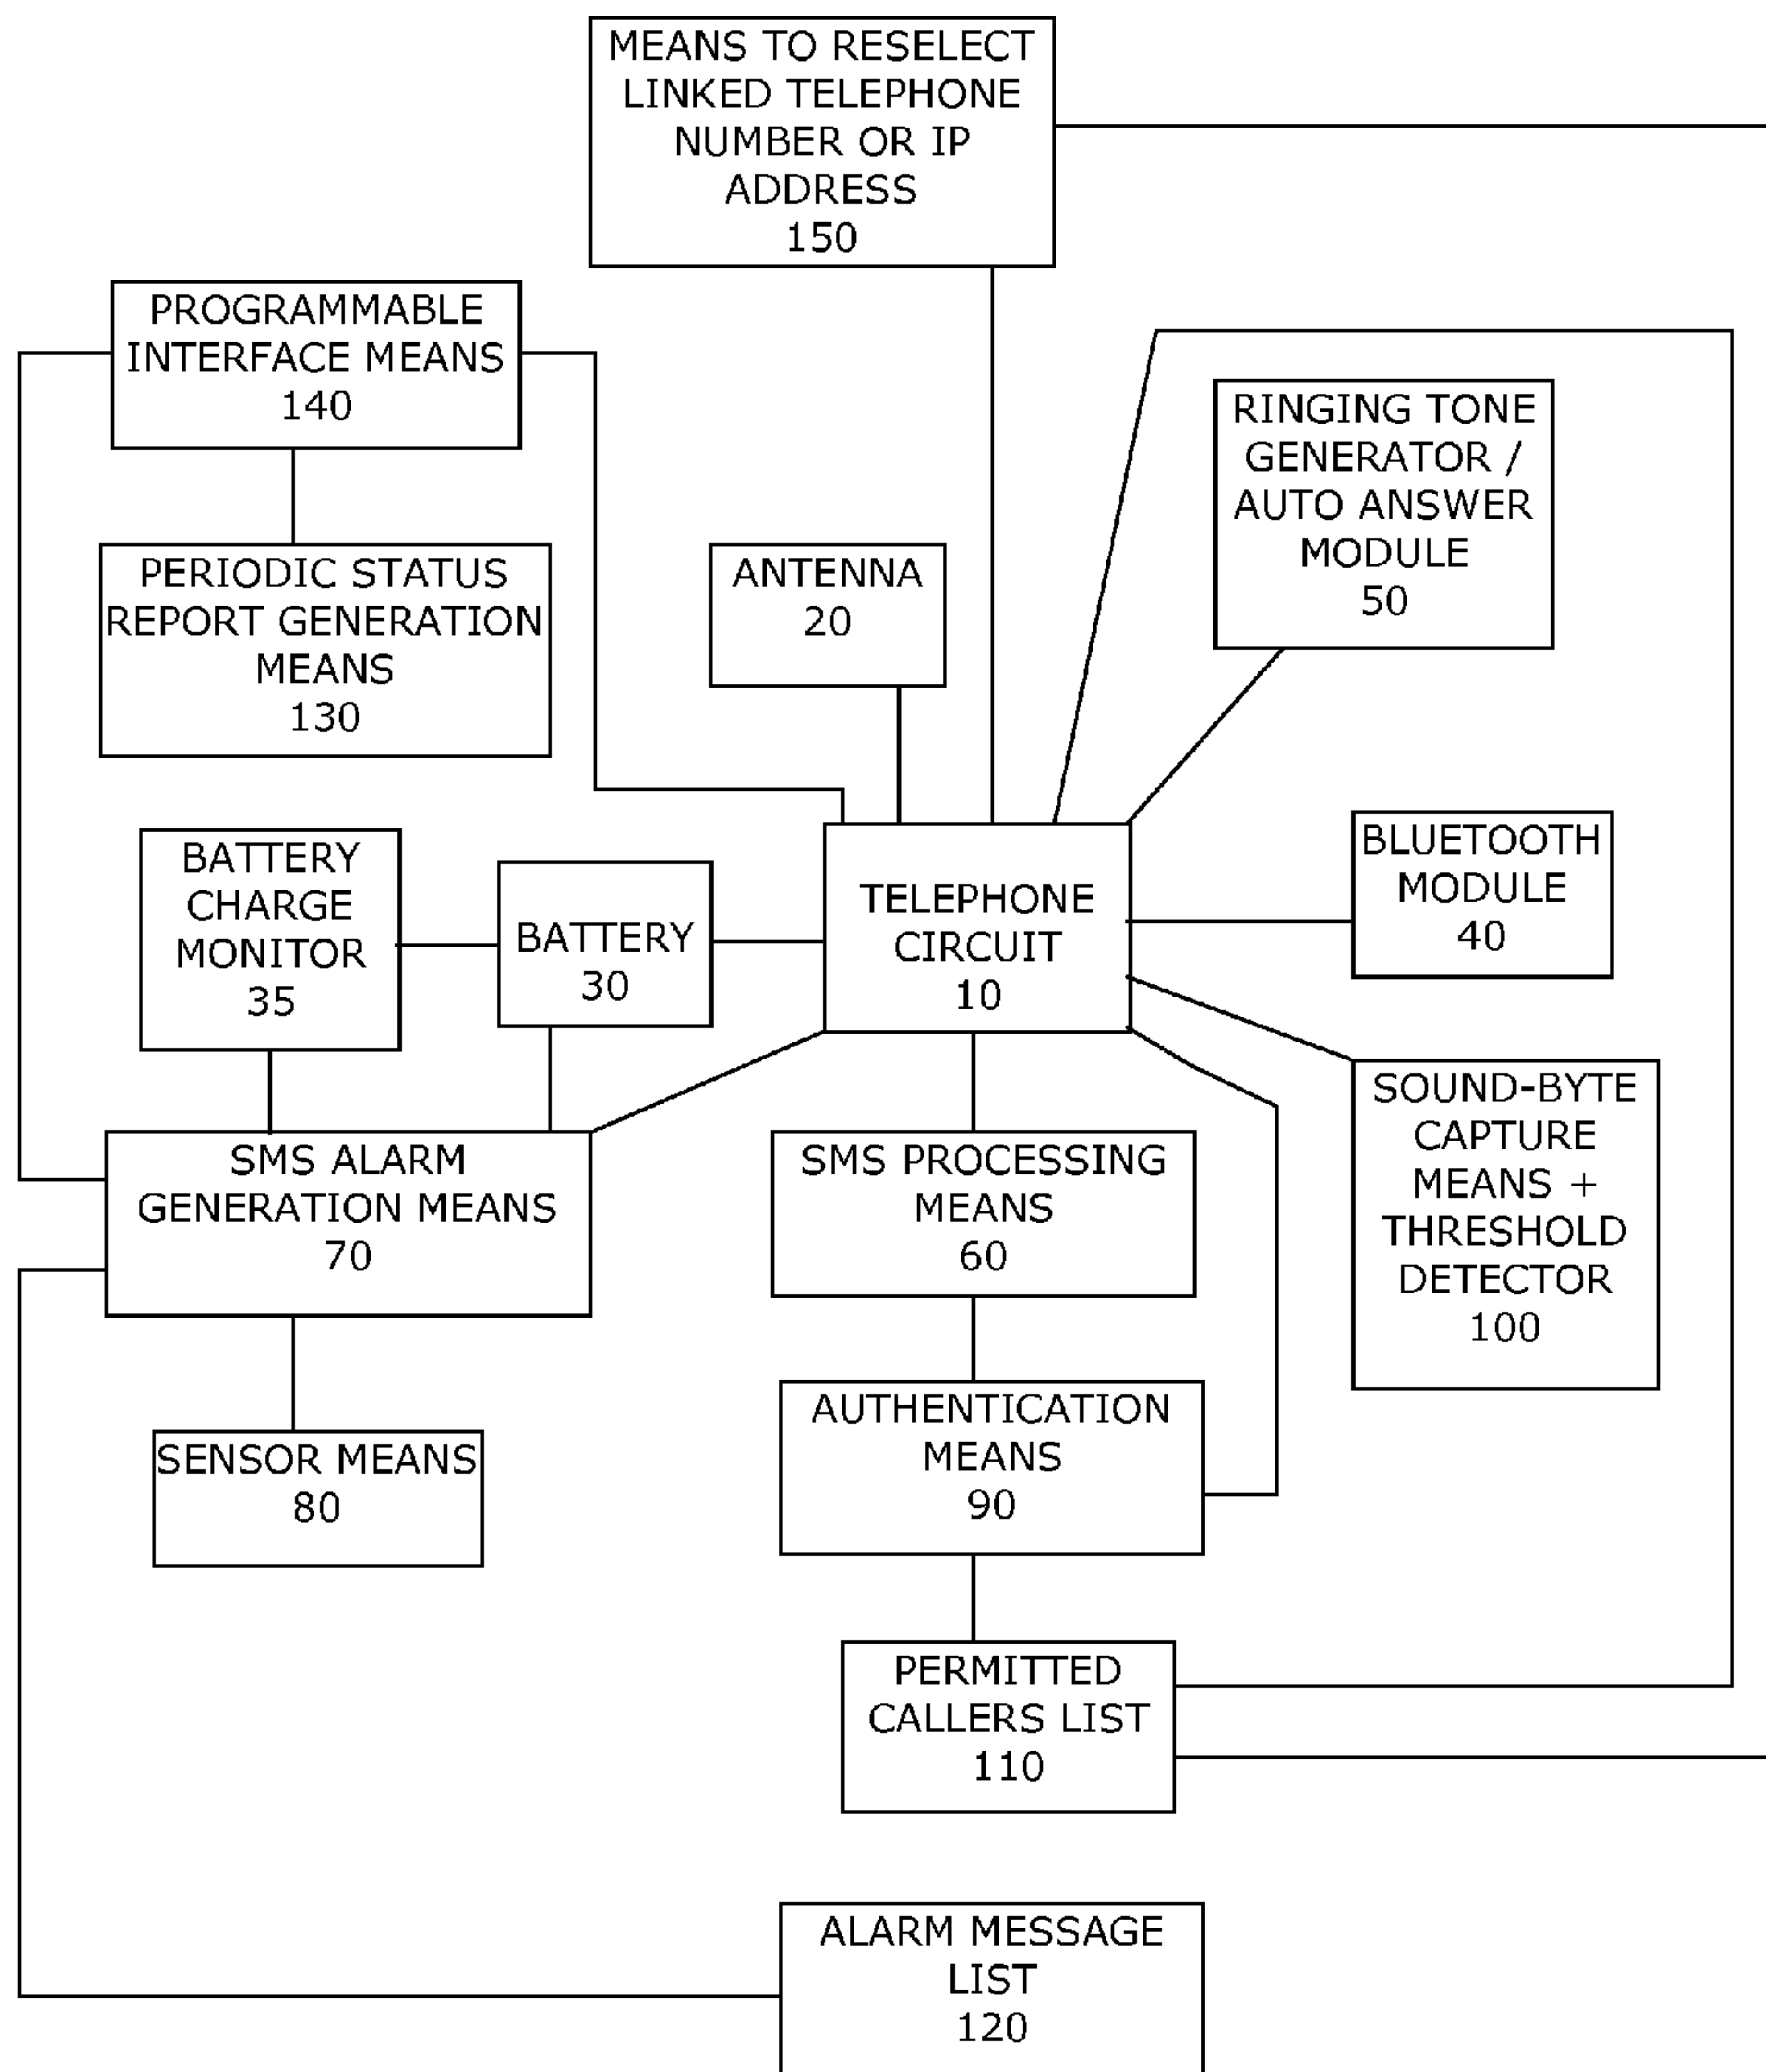 MEANS TO RESELECT
LINKED TELEPHONE
NUMBER OR IP
ADDRESS
150
PROGRAMMABLE
INTERFACE MEANS
140
RINGING TONE
GENERATOR /
AUTO ANSWER
MODULE
50
PERIODIC STATUS
REPORT GENERATION
MEANS
130
ANTENNA
20
BATTERY
CHARGE
MONITOR
35
BATTERY
30
TELEPHONE
CIRCUIT
10
BLUETOOTH
MODULE
40
SMS ALARM
GENERATION MEANS
70
SMS PROCESSING
MEANS
60
SOUND-BYTE
CAPTURE
MEANS +
THRESHOLD
DETECTOR
100
SENSOR MEANS
80
AUTHENTICATION
MEANS
90
PERMITTED
CALLERS LIST
110
ALARM MESSAGE
LIST
120